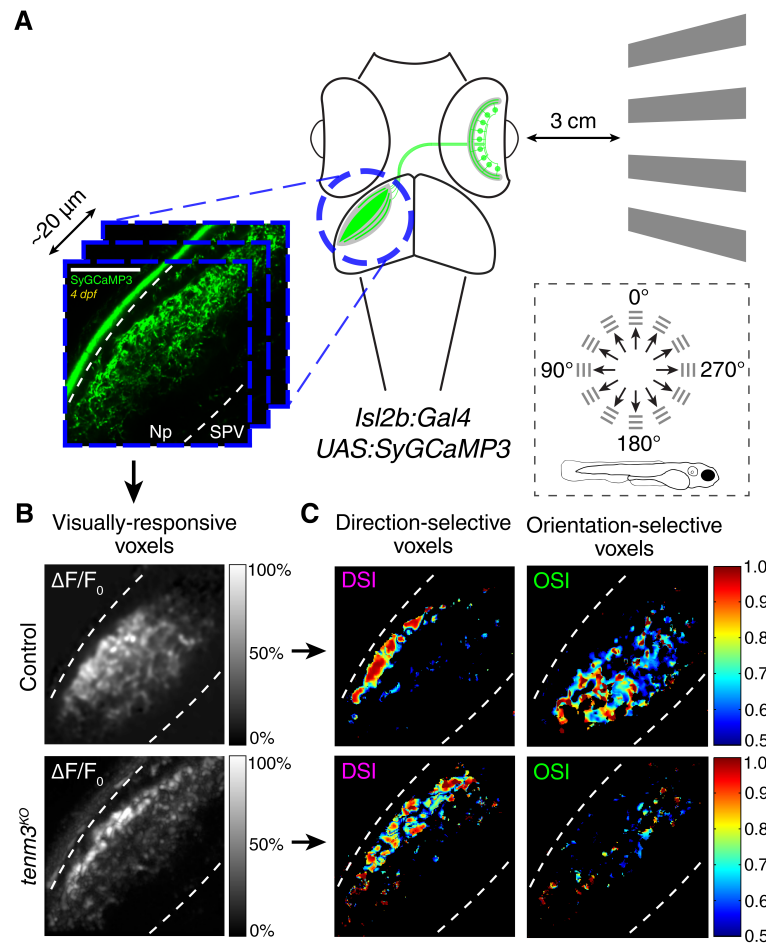 A
3 cm
~20 µm
SyGCaMP3
4 dpf
Np SPV
Isl2b:Gal4
UAS:SyGCaMP3
0°
90° 270°
180°
B Visually-responsive
voxels
C Direction-selective
voxels
Orientation-selective
voxels
Control
ΔF/F0
100%
50%
0%
DSI
OSI
1.0
0.9
0.8
0.7
0.6
0.5
tenm3KO
ΔF/F0
100%
50%
0%
DSI
OSI
1.0
0.9
0.8
0.7
0.6
0.5